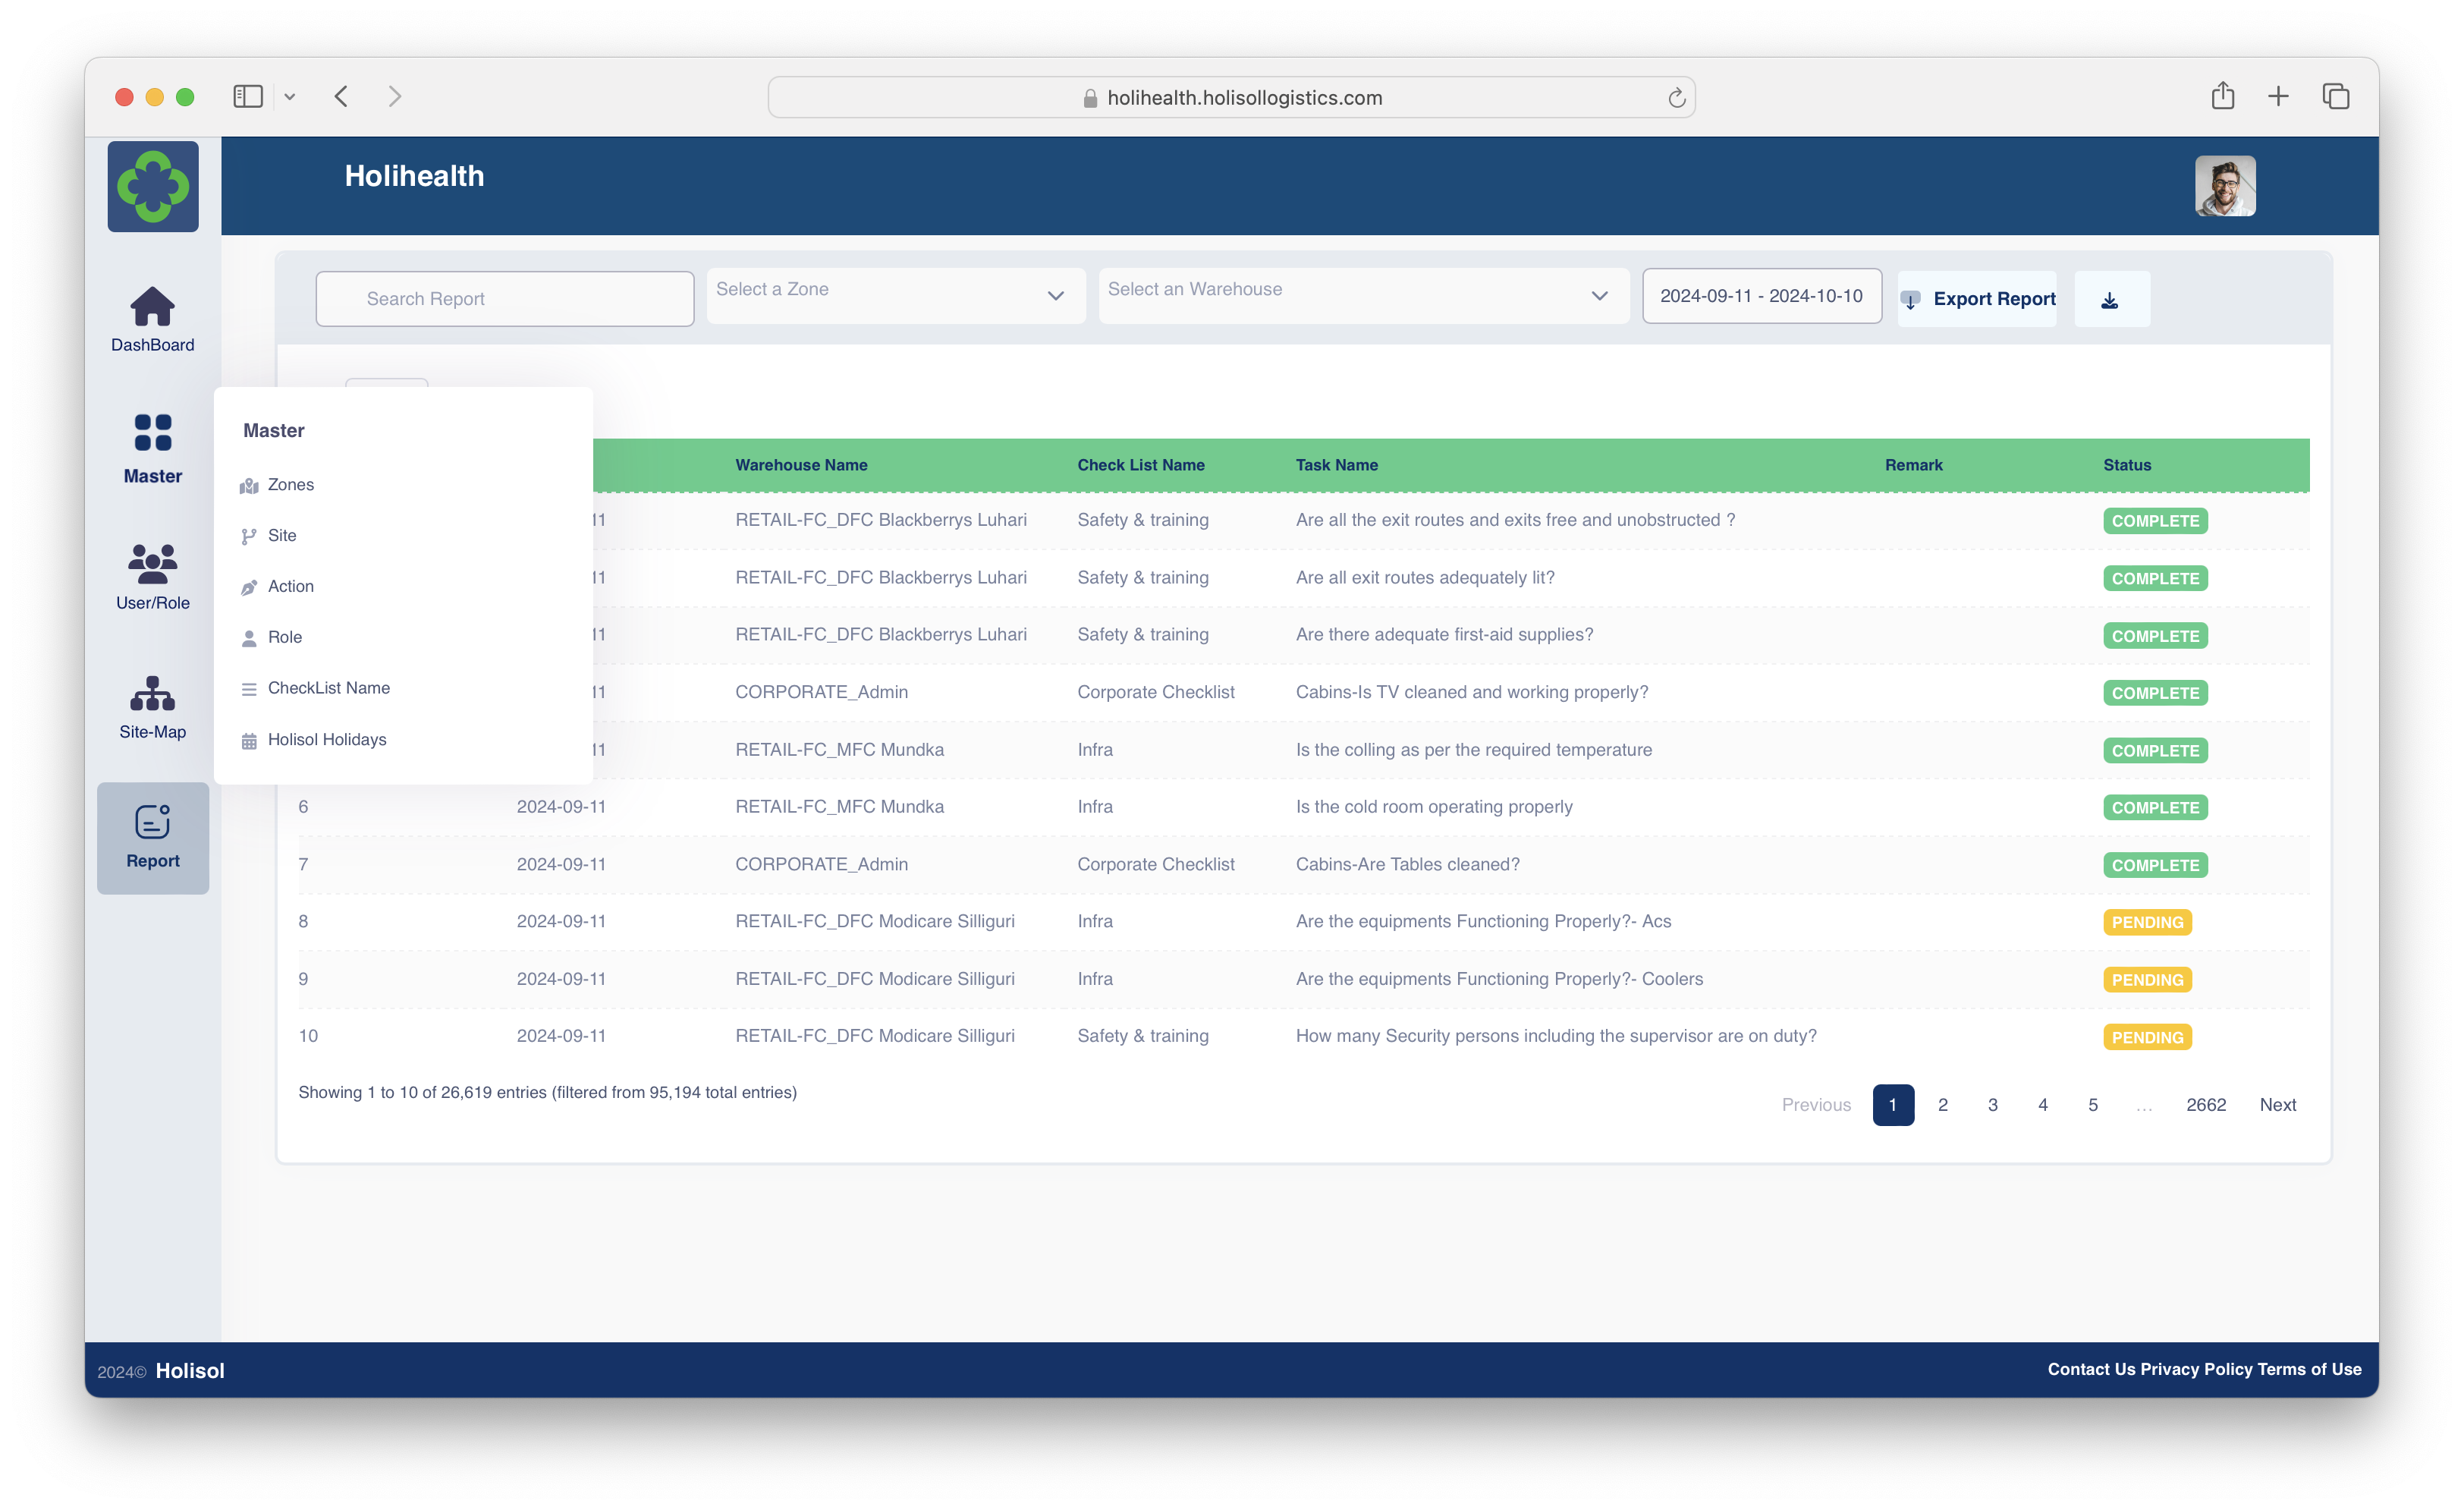 holihealth.holisollogistics.com
Holihealth
Search Report
Select a Zone
Select an Warehouse
2024-09-11 - 2024-10-10
Export Report
DashBoard
Master
User/Role
Site-Map
Report
Master
Zones
Site
Action
Role
CheckList Name
Holisol Holidays
Warehouse Name Check List Name Task Name Remark Status
11 RETAIL-FC_DFC Blackberrys Luhari Safety & training Are all the exit routes and exits free and unobstructed ? COMPLETE
11 RETAIL-FC_DFC Blackberrys Luhari Safety & training Are all exit routes adequately lit? COMPLETE
11 RETAIL-FC_DFC Blackberrys Luhari Safety & training Are there adequate first-aid supplies? COMPLETE
11 CORPORATE_Admin Corporate Checklist Cabins-Is TV cleaned and working properly? COMPLETE
11 RETAIL-FC_MFC Mundka Infra Is the colling as per the required temperature COMPLETE
6 2024-09-11 RETAIL-FC_MFC Mundka Infra Is the cold room operating properly COMPLETE
7 2024-09-11 CORPORATE_Admin Corporate Checklist Cabins-Are Tables cleaned? COMPLETE
8 2024-09-11 RETAIL-FC_DFC Modicare Silliguri Infra Are the equipments Functioning Properly?- Acs PENDING
9 2024-09-11 RETAIL-FC_DFC Modicare Silliguri Infra Are the equipments Functioning Properly?- Coolers PENDING
10 2024-09-11 RETAIL-FC_DFC Modicare Silliguri Safety & training How many Security persons including the supervisor are on duty? PENDING
Showing 1 to 10 of 26,619 entries (filtered from 95,194 total entries)
Previous 1 2 3 4 5 ... 2662 Next
2024© Holisol
Contact Us Privacy Policy Terms of Use